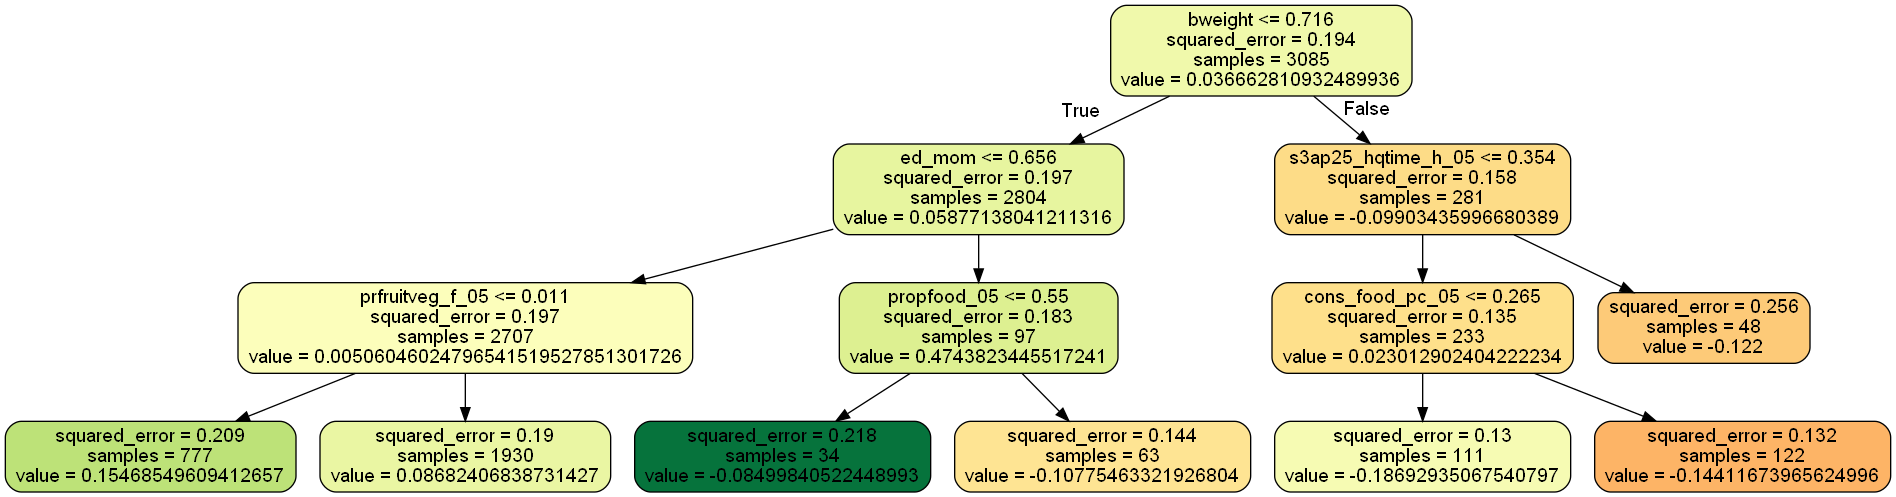 bweight <= 0.716
squared_error = 0.194
samples = 3085
value = 0.036662810932489936
True
False
ed_mom <= 0.656
squared_error = 0.197
samples = 2804
value = 0.05877138041211316
s3ap25_hqtime_h_05 <= 0.354
squared_error = 0.158
samples = 281
value = -0.09903435996680389
prfruitveg_f_05 <= 0.011
squared_error = 0.197
samples = 2707
value = 0.0050604602479654151952785130​1726
propfood_05 <= 0.55
squared_error = 0.183
samples = 97
value = 0.4743823445517241
cons_food_pc_05 <= 0.265
squared_error = 0.135
samples = 233
value = 0.023012902404222234
squared_error = 0.256
samples = 48
value = -0.122
squared_error = 0.209
samples = 777
value = 0.15468549609412657
squared_error = 0.19
samples = 1930
value = 0.08682406838731427
squared_error = 0.218
samples = 34
value = -0.08499840522448993
squared_error = 0.144
samples = 63
value = -0.10775463321926804
squared_error = 0.13
samples = 111
value = -0.18692935067540797
squared_error = 0.132
samples = 122
value = -0.14411673965624996